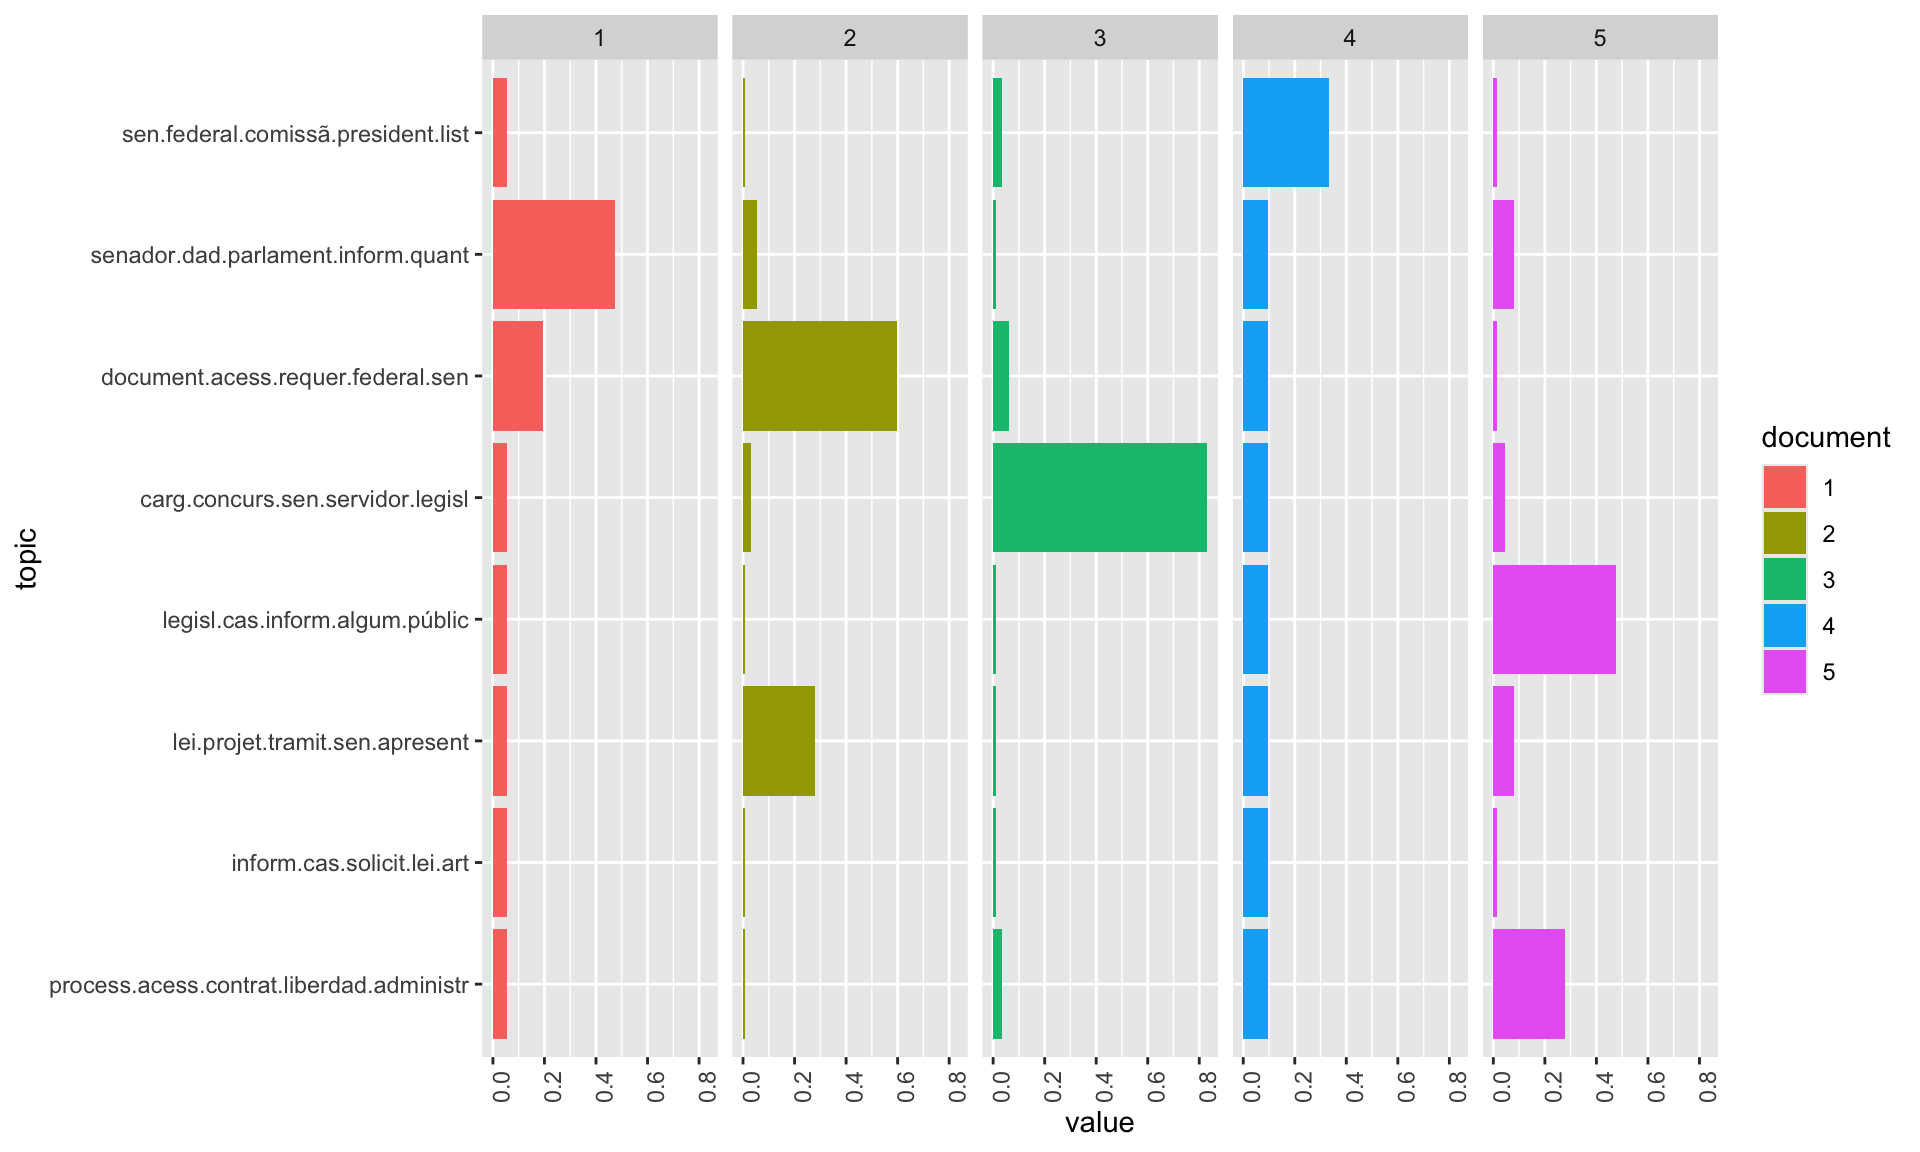 1 2 3 4 5
sen.federal.comissã.president.list
senador.dad.parlament.inform.quant
document.acess.requer.federal.sen
carg.concurs.sen.servidor.legisl
legisl.cas.inform.algum.públic
lei.projet.tramit.sen.apresent
inform.cas.solicit.lei.art
process.acess.contrat.liberdad.administr
topic
0.0 0.2 0.4 0.6 0.8 0.0 0.2 0.4 0.6 0.8 0.0 0.2 0.4 0.6 0.8 0.0 0.2 0.4 0.6 0.8 0.0 0.2 0.4 0.6 0.8
value
document
1
2
3
4
5